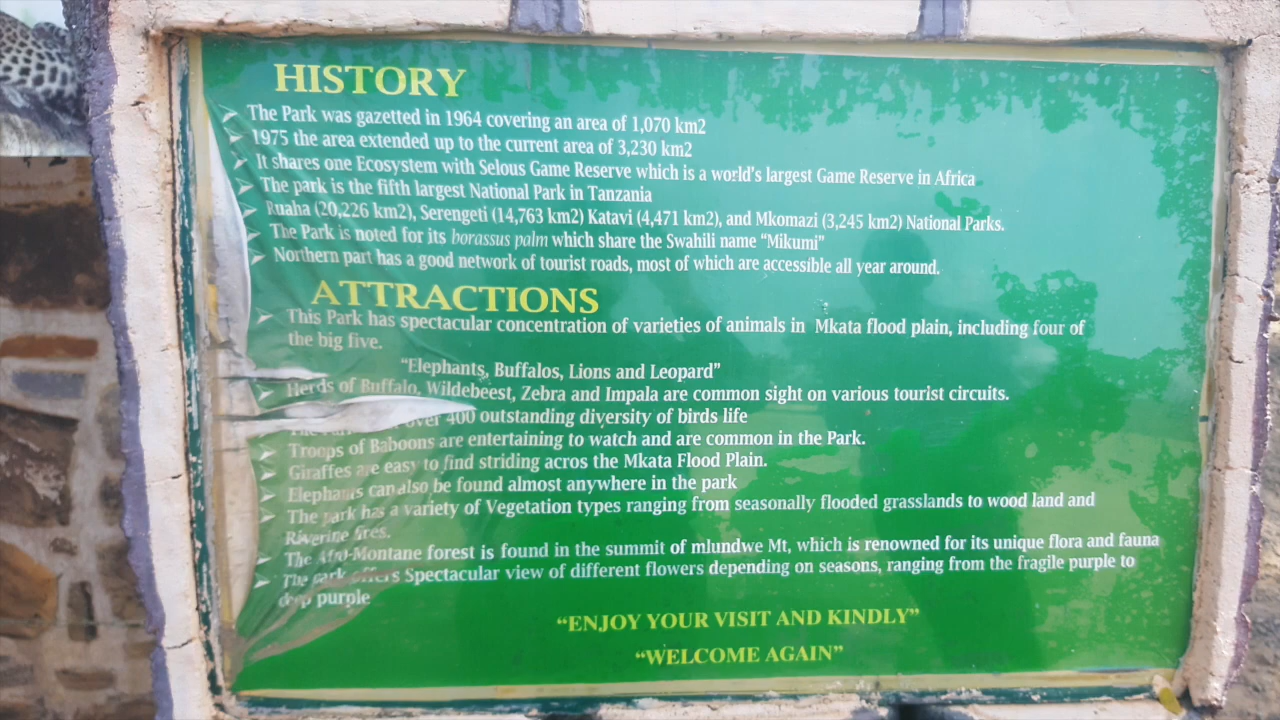 HISTORY
➢ The Park was gazetted in 1964 covering an area of 1,070 km2
➢ 1975 the area extended up to the current area of 3,230 km2
➢ It shares one Ecosystem with Selous Game Reserve which is a world's largest Game Reserve in Africa
➢ The park is the fifth largest National Park in Tanzania
➢ Ruaha (20,226 km2), Serengeti (14,763 km2) Katavi (4,471 km2), and Mkomazi (3,245 km2) National Parks.
➢ The Park is noted for its borassus palm which share the Swahili name "Mikumi"
➢ Northern part has a good network of tourist roads, most of which are accessible all year around.
ATTRACTIONS
➢ This Park has spectacular concentration of varieties of animals in Mkata flood plain, including four of
the big five.
"Elephants, Buffalos, Lions and Leopard"
➢ Herds of Buffalo, Wildebeest, Zebra and Impala are common sight on various tourist circuits.
over 400 outstanding diversity of birds life
➢ Troops of Baboons are entertaining to watch and are common in the Park.
➢ Giraffes are easy to find striding acros the Mkata Flood Plain.
➢ Elephants can also be found almost anywhere in the park
➢ The park has a variety of Vegetation types ranging from seasonally flooded grasslands to wood land and
Riverine
➢ The Afro-Montane forest is found in the summit of mlundwe Mt, which is renowned for its unique flora and fauna
➢ The park offers Spectacular view of different flowers depending on seasons, ranging from the fragile purple to
deep purple
"ENJOY YOUR VISIT AND KINDLY"
"WELCOME AGAIN"